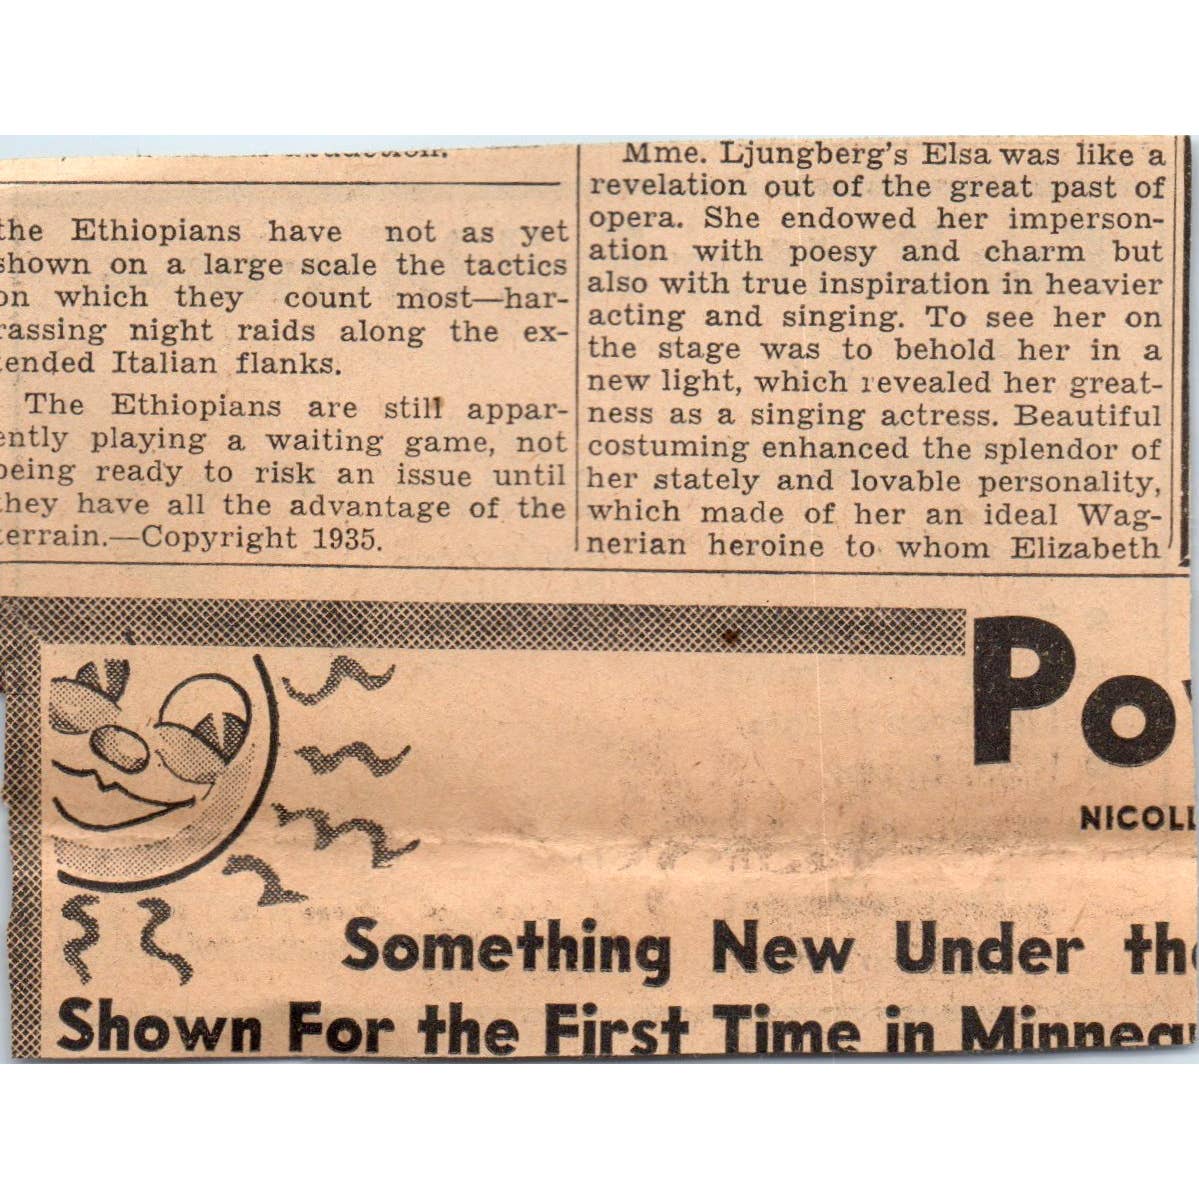 the Ethiopians have not as yet
shown on a large scale the tactics
on which they count most—har-
rassing night raids along the ex-
tended Italian flanks.
The Ethiopians are still appar-
ently playing a waiting game, not
being ready to risk an issue until
they have all the advantage of the
terrain.—Copyright 1935.
Mme. Ljungberg's Elsa was like a
revelation out of the great past of
opera. She endowed her imperson-
ation with poesy and charm but
also with true inspiration in heavier
acting and singing. To see her on
the stage was to behold her in a
new light, which revealed her great-
ness as a singing actress. Beautiful
costuming enhanced the splendor of
her stately and lovable personality,
which made of her an ideal Wag-
nerian heroine to whom Elizabeth
Po
NICOLL
Something New Under th
Shown For the First Time in Minnea